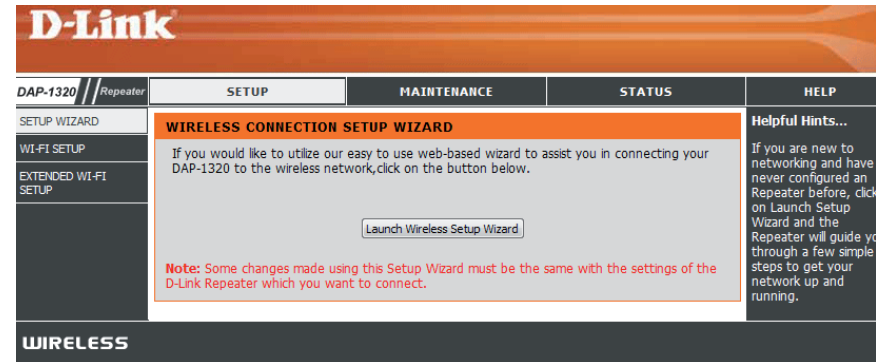 D-Link
DAP-1320 // Repeater
SETUP
MAINTENANCE
STATUS
HELP
SETUP WIZARD
WI-FI SETUP
EXTENDED WI-FI
SETUP
WIRELESS CONNECTION SETUP WIZARD
If you would like to utilize our easy to use web-based wizard to assist you in connecting your
DAP-1320 to the wireless network,click on the button below.
Launch Wireless Setup Wizard
Note: Some changes made using this Setup Wizard must be the same with the settings of the
D-Link Repeater which you want to connect.
Helpful Hints...
If you are new to
networking and have
never configured an
Repeater before, click
on Launch Setup
Wizard and the
Repeater will guide yo
through a few simple
steps to get your
network up and
running.
WIRELESS